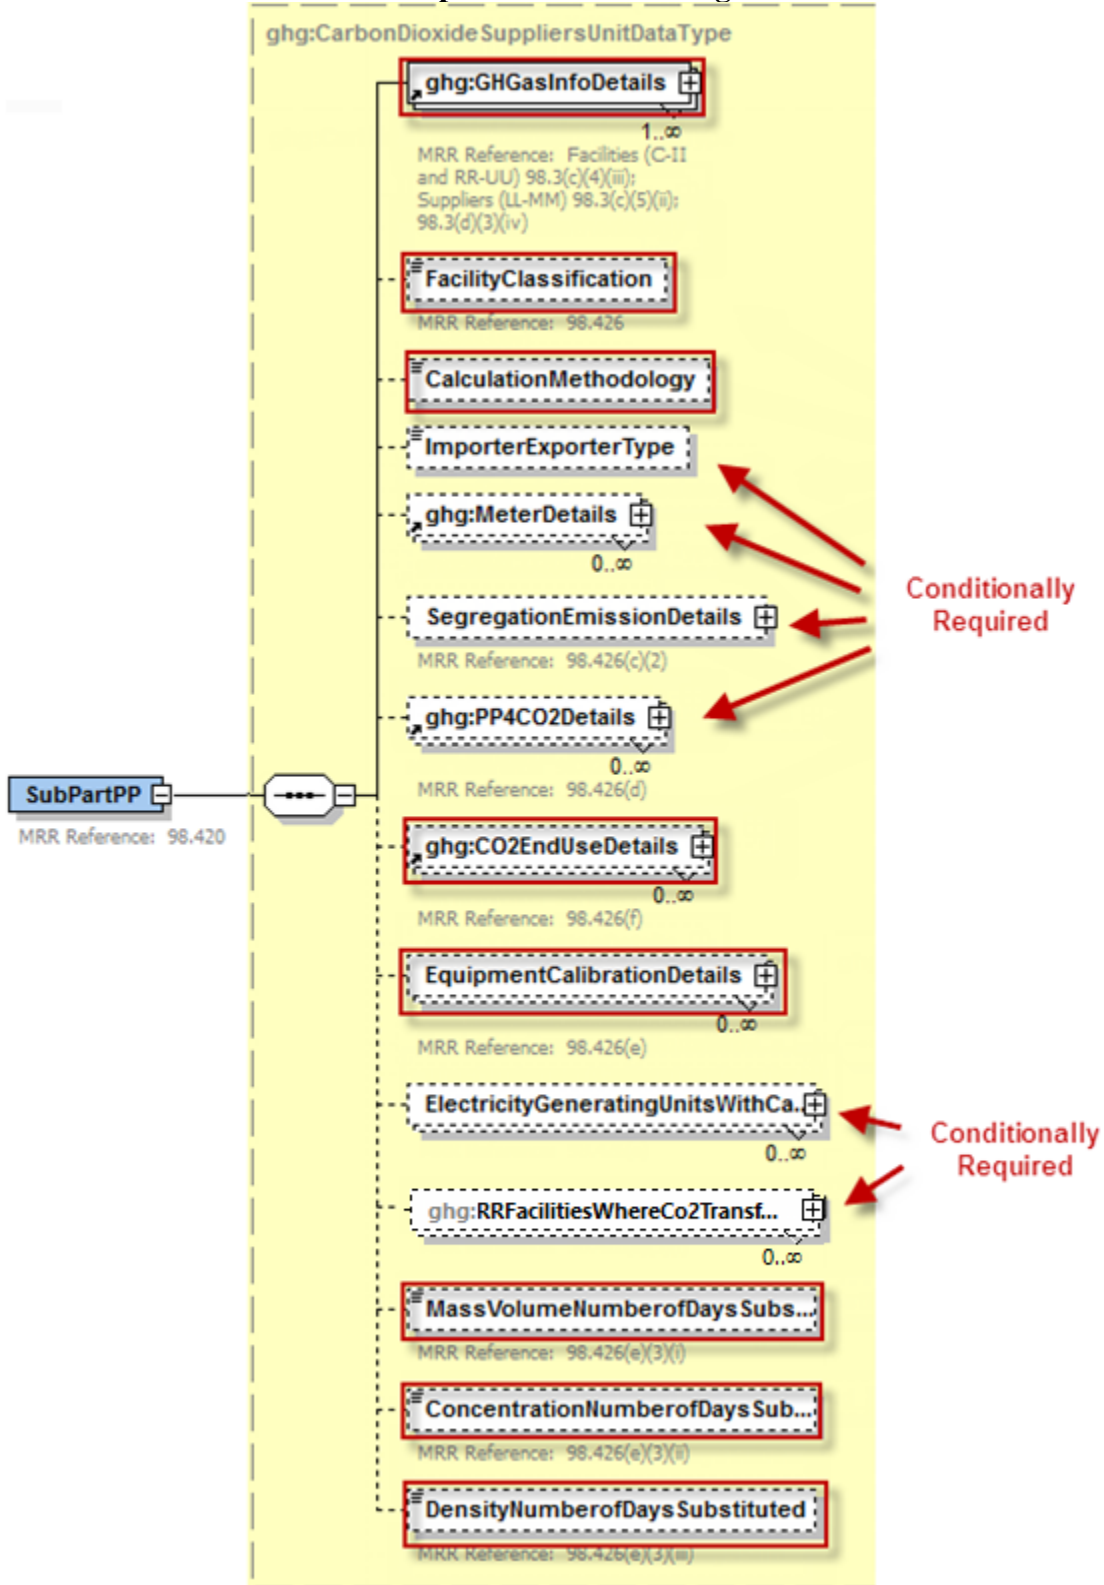 ghg:CarbonDioxideSuppliersUnitDataType
ghg:GHGasInfoDetails
1..∞
MRR Reference: Facilities (C-II
and RR-UU) 98.3(c)(4)(iii);
Suppliers (LL-MM) 98.3(c)(5)(ii);
98.3(d)(3)(iv)
FacilityClassification
MRR Reference: 98.426
CalculationMethodology
ImporterExporterType
ghg:MeterDetails
0..∞
Conditionally
Required
SegregationEmissionDetails
MRR Reference: 98.426(c)(2)
ghg:PP4CO2Details
0..∞
MRR Reference: 98.426(d)
SubPartPP
MRR Reference: 98.420
ghg:CO2EndUseDetails
0..∞
MRR Reference: 98.426(f)
EquipmentCalibrationDetails
0..∞
MRR Reference: 98.426(e)
ElectricityGeneratingUnitsWithCa...
0..∞
Conditionally
Required
ghg:RRFacilitiesWhereCo2Transf...
0..∞
MassVolumeNumberofDaysSubs...
MRR Reference: 98.426(e)(3)(i)
ConcentrationNumberofDaysSub...
MRR Reference: 98.426(e)(3)(ii)
DensityNumberofDaysSubstituted
MRR Reference: 98.426(e)(3)(iii)